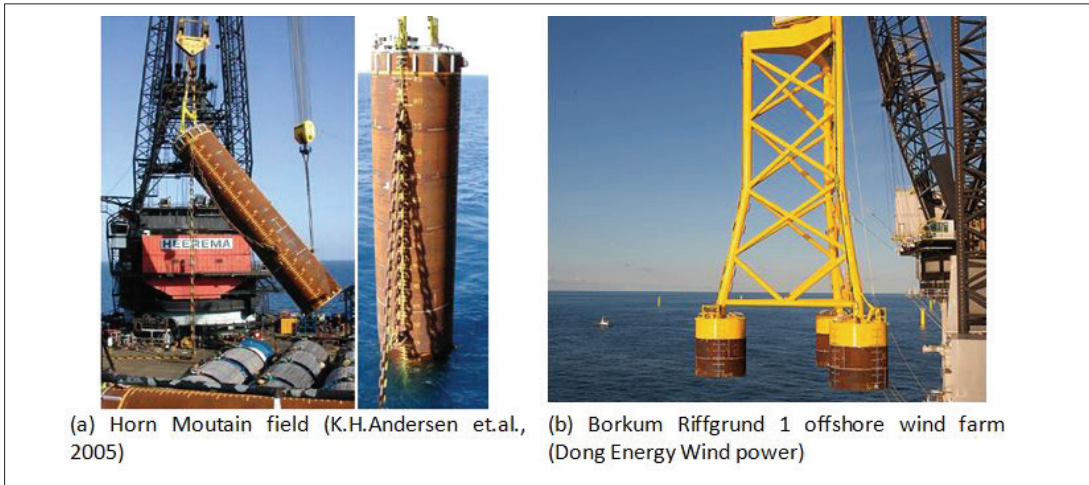 HEEREMA
(a) Horn Moutain field (K.H.Andersen et.al.,
2005)
(b) Borkum Riffgrund 1 offshore wind farm
(Dong Energy Wind power)